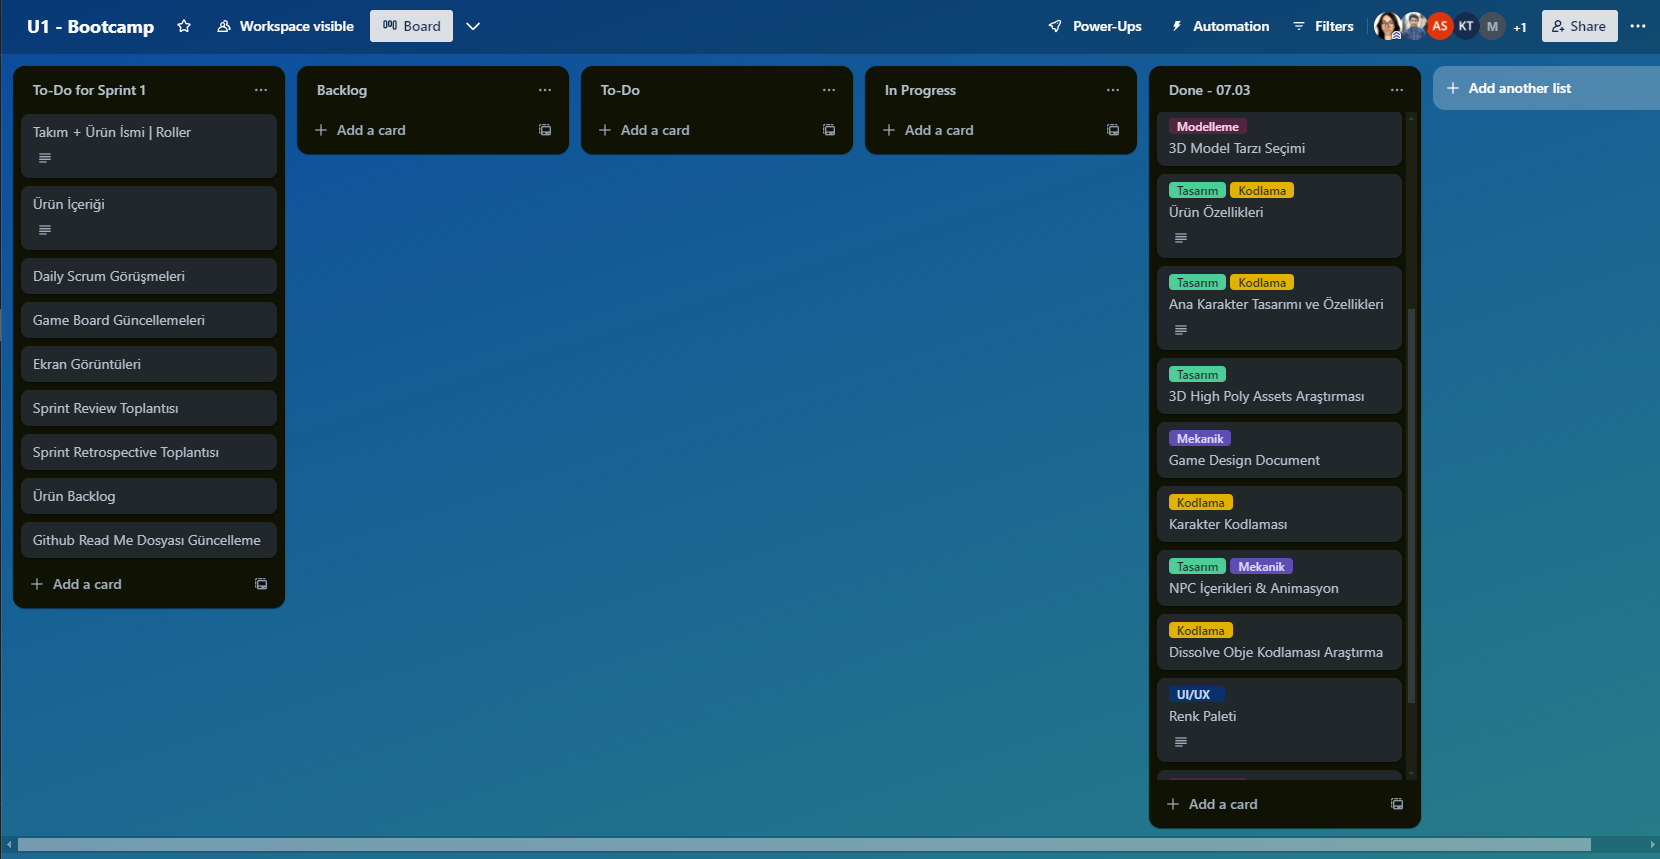 U1 - Bootcamp
Workspace visible
Board
Power-Ups
Automation
Filters
AS
KT
M
+1
Share
To-Do for Sprint 1
Takım + Ürün İsmi | Roller
Ürün İçeriği
Daily Scrum Görüşmeleri
Game Board Güncellemeleri
Ekran Görüntüleri
Sprint Review Toplantısı
Sprint Retrospective Toplantısı
Ürün Backlog
Github Read Me Dosyası Güncelleme
+ Add a card
Backlog
+ Add a card
To-Do
+ Add a card
In Progress
+ Add a card
Done - 07.03
Modelleme
3D Model Tarzı Seçimi
Tasarım Kodlama
Ürün Özellikleri
Tasarım Kodlama
Ana Karakter Tasarımı ve Özellikleri
Tasarım
3D High Poly Assets Araştırması
Mekanik
Game Design Document
Kodlama
Karakter Kodlaması
Tasarım Mekanik
NPC İçerikleri & Animasyon
Kodlama
Dissolve Obje Kodlaması Araştırma
UI/UX
Renk Paleti
+ Add a card
+ Add another list